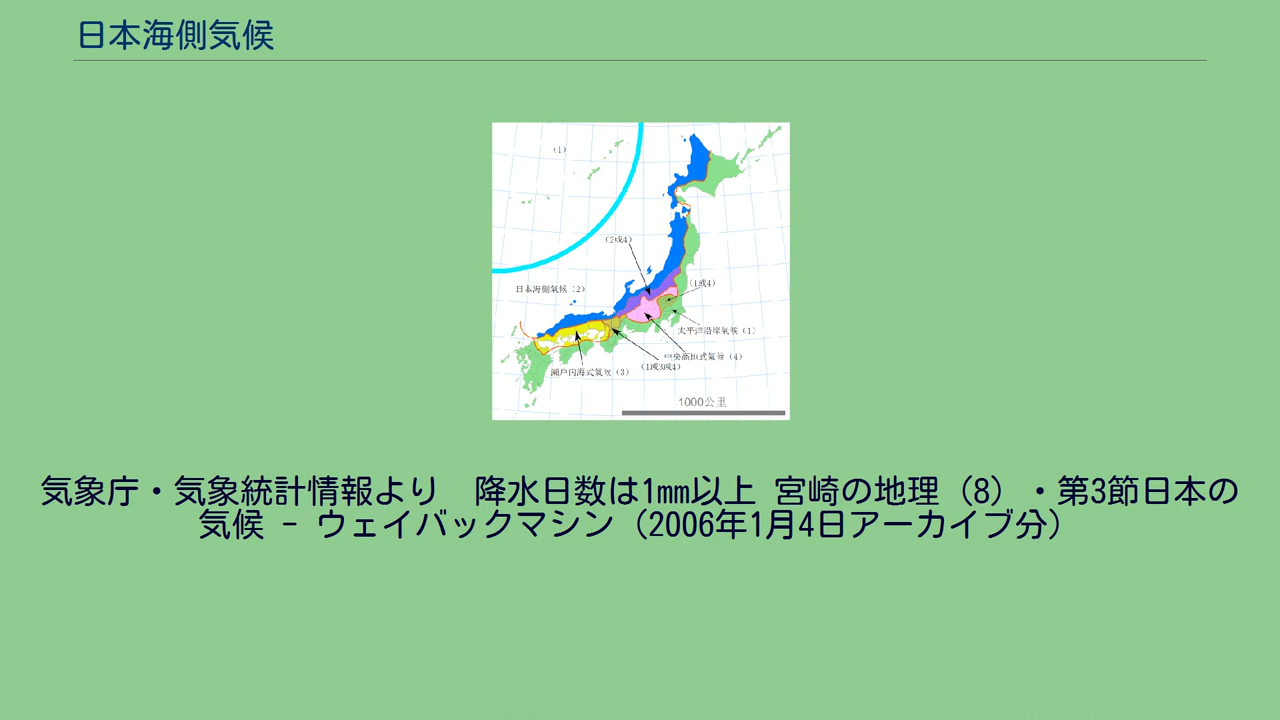 日本海側気候
(1)
(2或4)
日本海側氣候(2)
(1或4)
太平洋沿岸氣候(1)
中央高地式氣候(4)
(1或3或4)
瀬戸内海式氣候(3)
1000公里
気象庁・気象統計情報より　降水日数は1mm以上 宮崎の地理(8)・第3節日本の
気候 - ウェイバックマシン(2006年1月4日アーカイブ分)